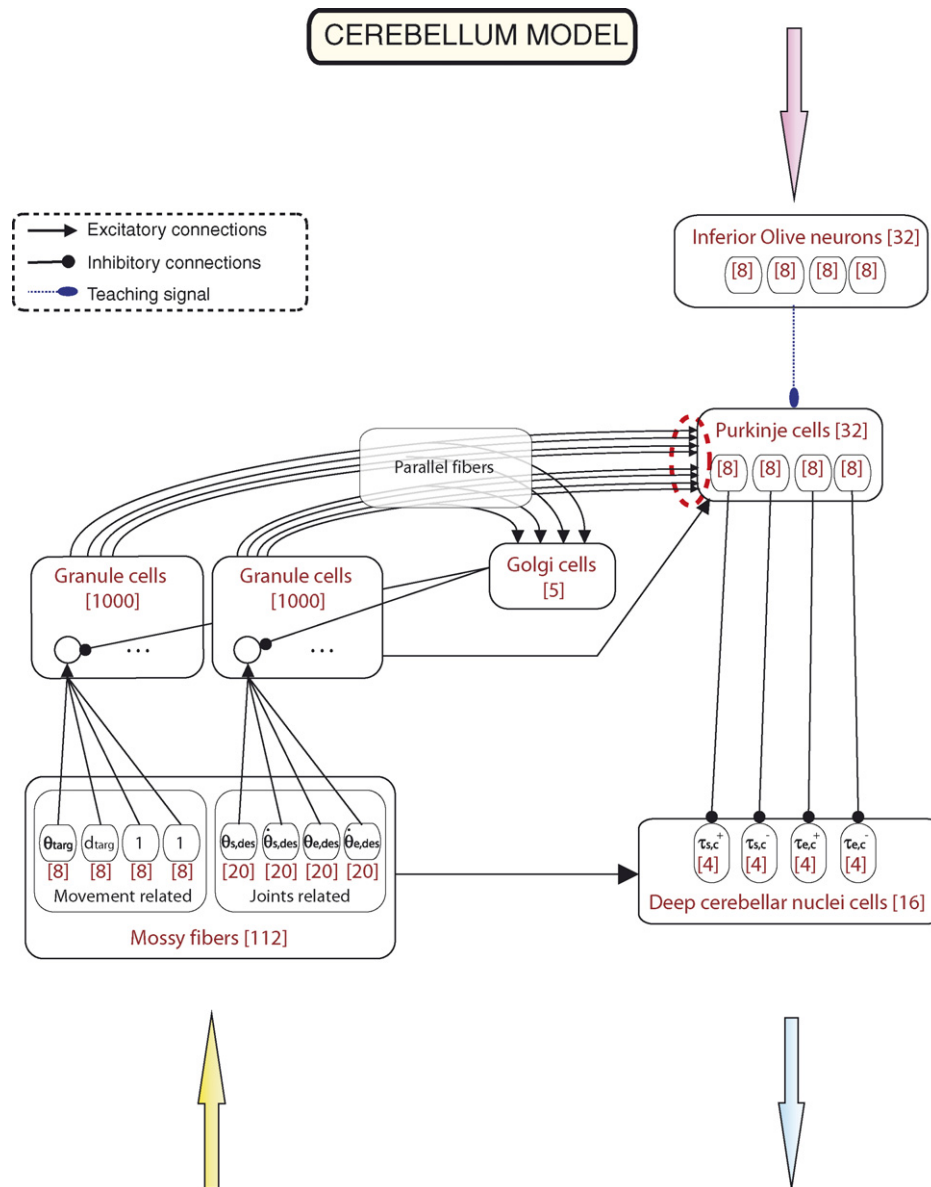 CEREBELLUM MODEL
Excitatory connections
Inhibitory connections
Teaching signal
Inferior Olive neurons [32]
[8] [8] [8] [8]
Purkinje cells [32]
[8] [8] [8] [8]
Parallel fibers
Granule cells
[1000]
...
Granule cells
[1000]
...
Golgi cells
[5]
θtarg dtarg 1 1
[8] [8] [8] [8]
Movement related
θs,des θ̇s,des θe,des θ̇e,des
[20] [20] [20] [20]
Joints related
Mossy fibers [112]
τs,c⁺ τs,c⁻ τe,c⁺ τe,c⁻
[4] [4] [4] [4]
Deep cerebellar nuclei cells [16]